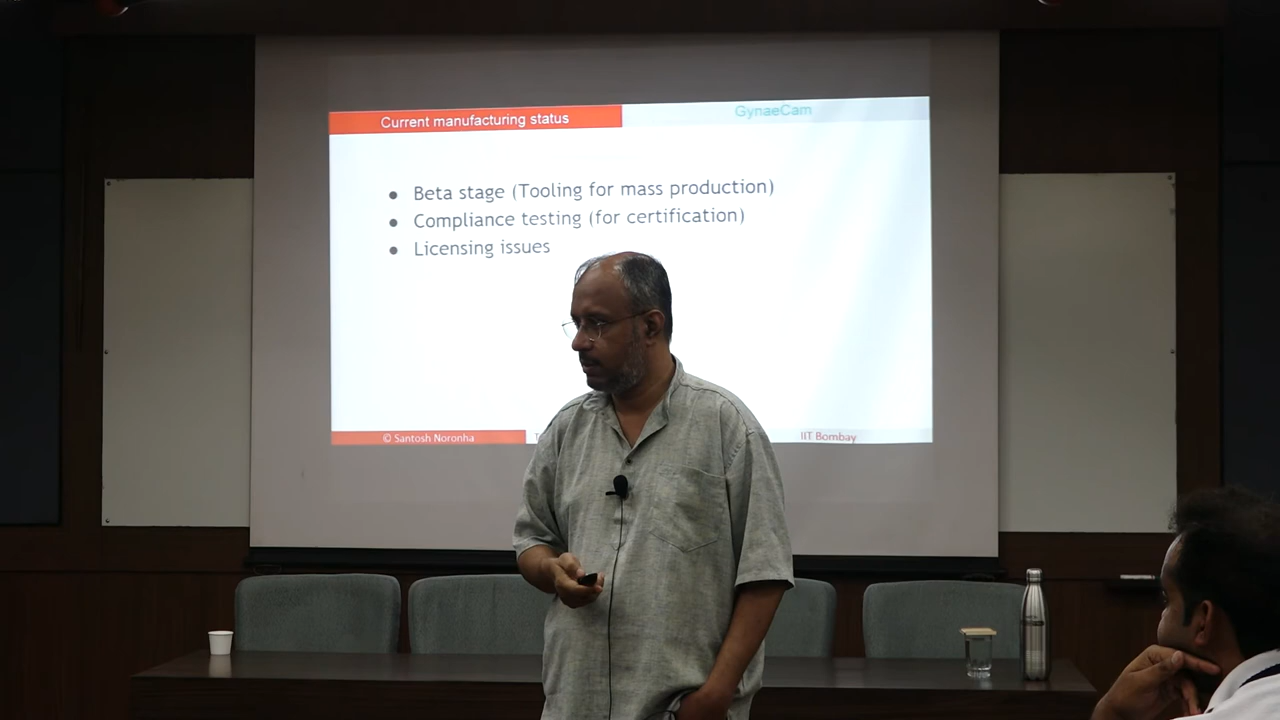 Current manufacturing status
GynaeCam
Beta stage (Tooling for mass production)
Compliance testing (for certification)
Licensing issues
© Santosh Noronha
IIT Bombay